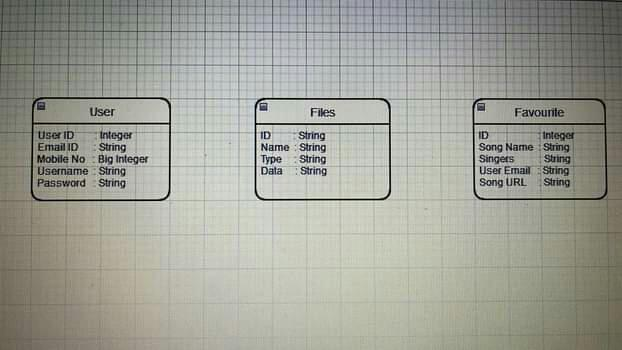 User
User ID : Integer
Email ID : String
Mobile No : Big Integer
Username : String
Password : String
Files
ID : String
Name : String
Type : String
Data : String
Favourite
ID : Integer
Song Name : String
Singers : String
User Email : String
Song URL : String